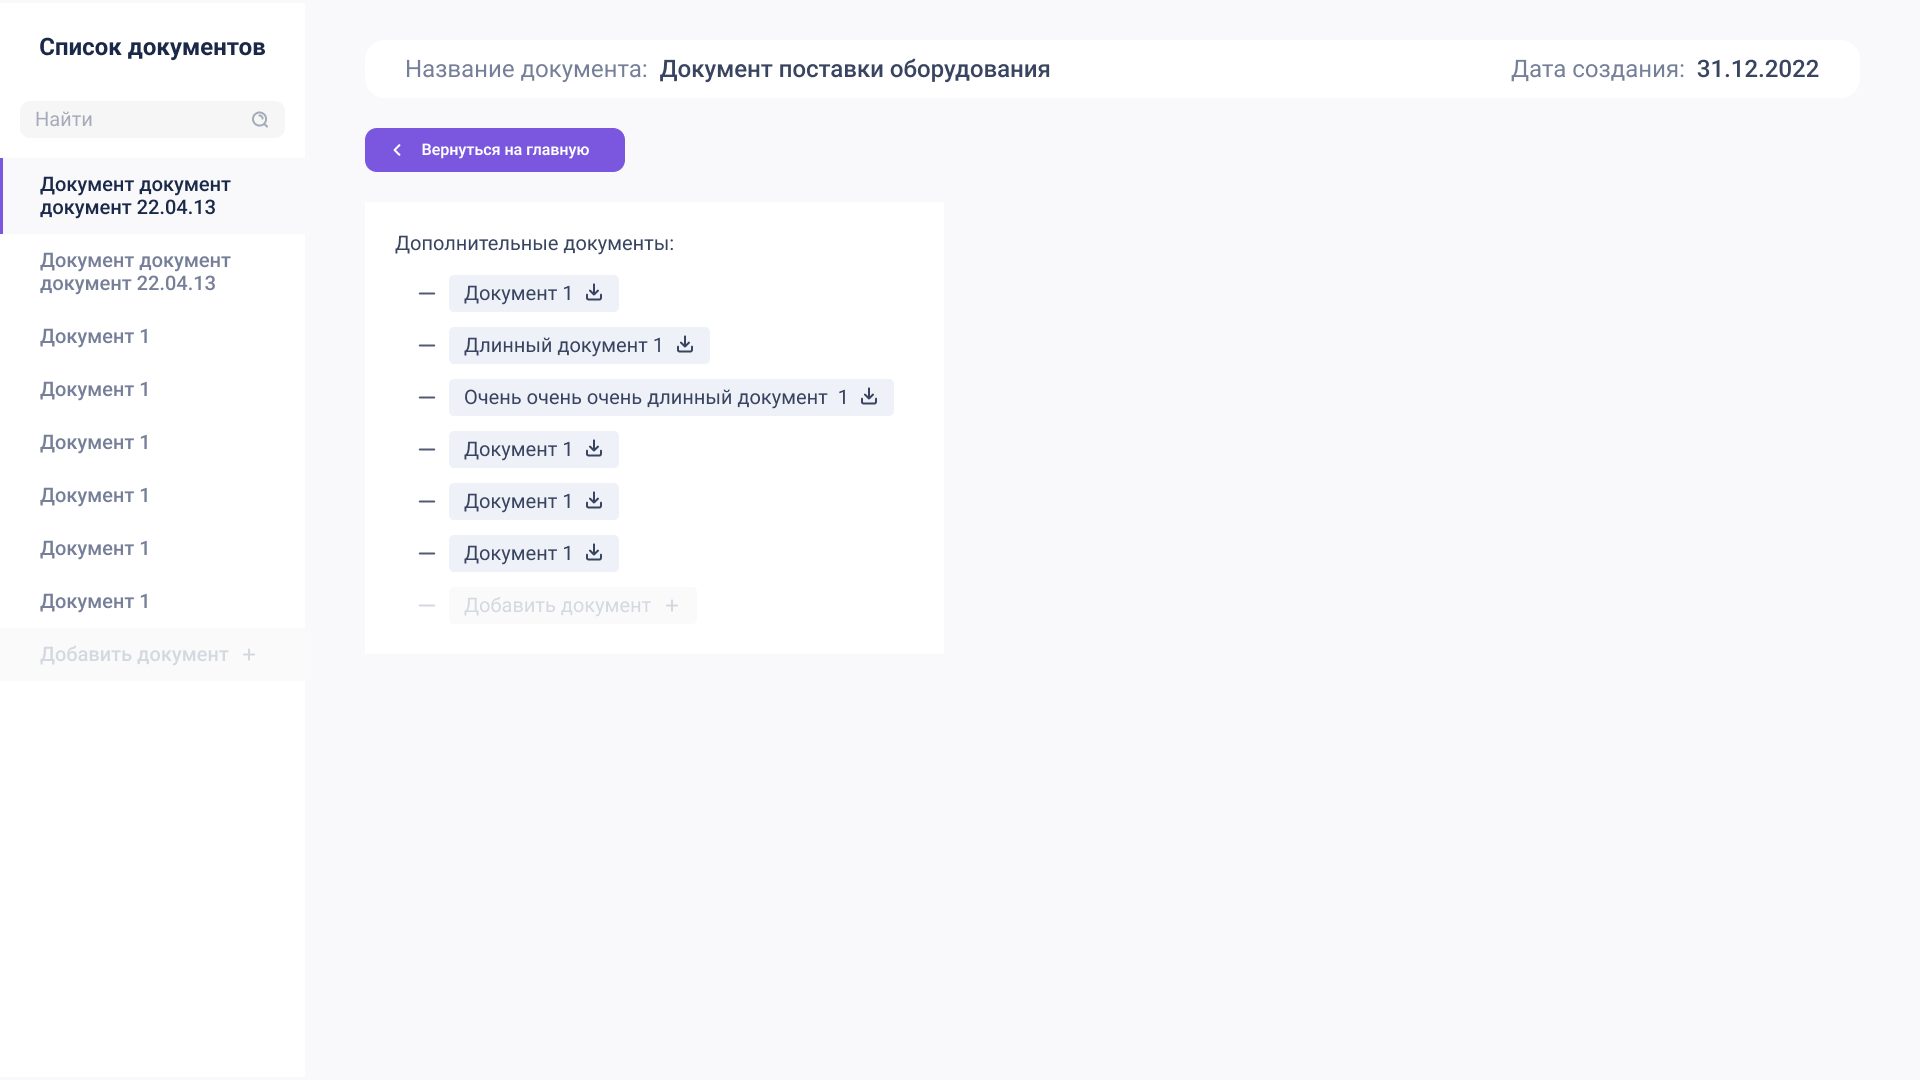 Список документов
Найти
Документ документ
документ 22.04.13
Документ документ
документ 22.04.13
Документ 1
Документ 1
Документ 1
Документ 1
Документ 1
Документ 1
Добавить документ +
Название документа: Документ поставки оборудования
Дата создания: 31.12.2022
Вернуться на главную
Дополнительные документы:
— Документ 1
— Длинный документ 1
— Очень очень очень длинный документ 1
— Документ 1
— Документ 1
— Документ 1
— Добавить документ +